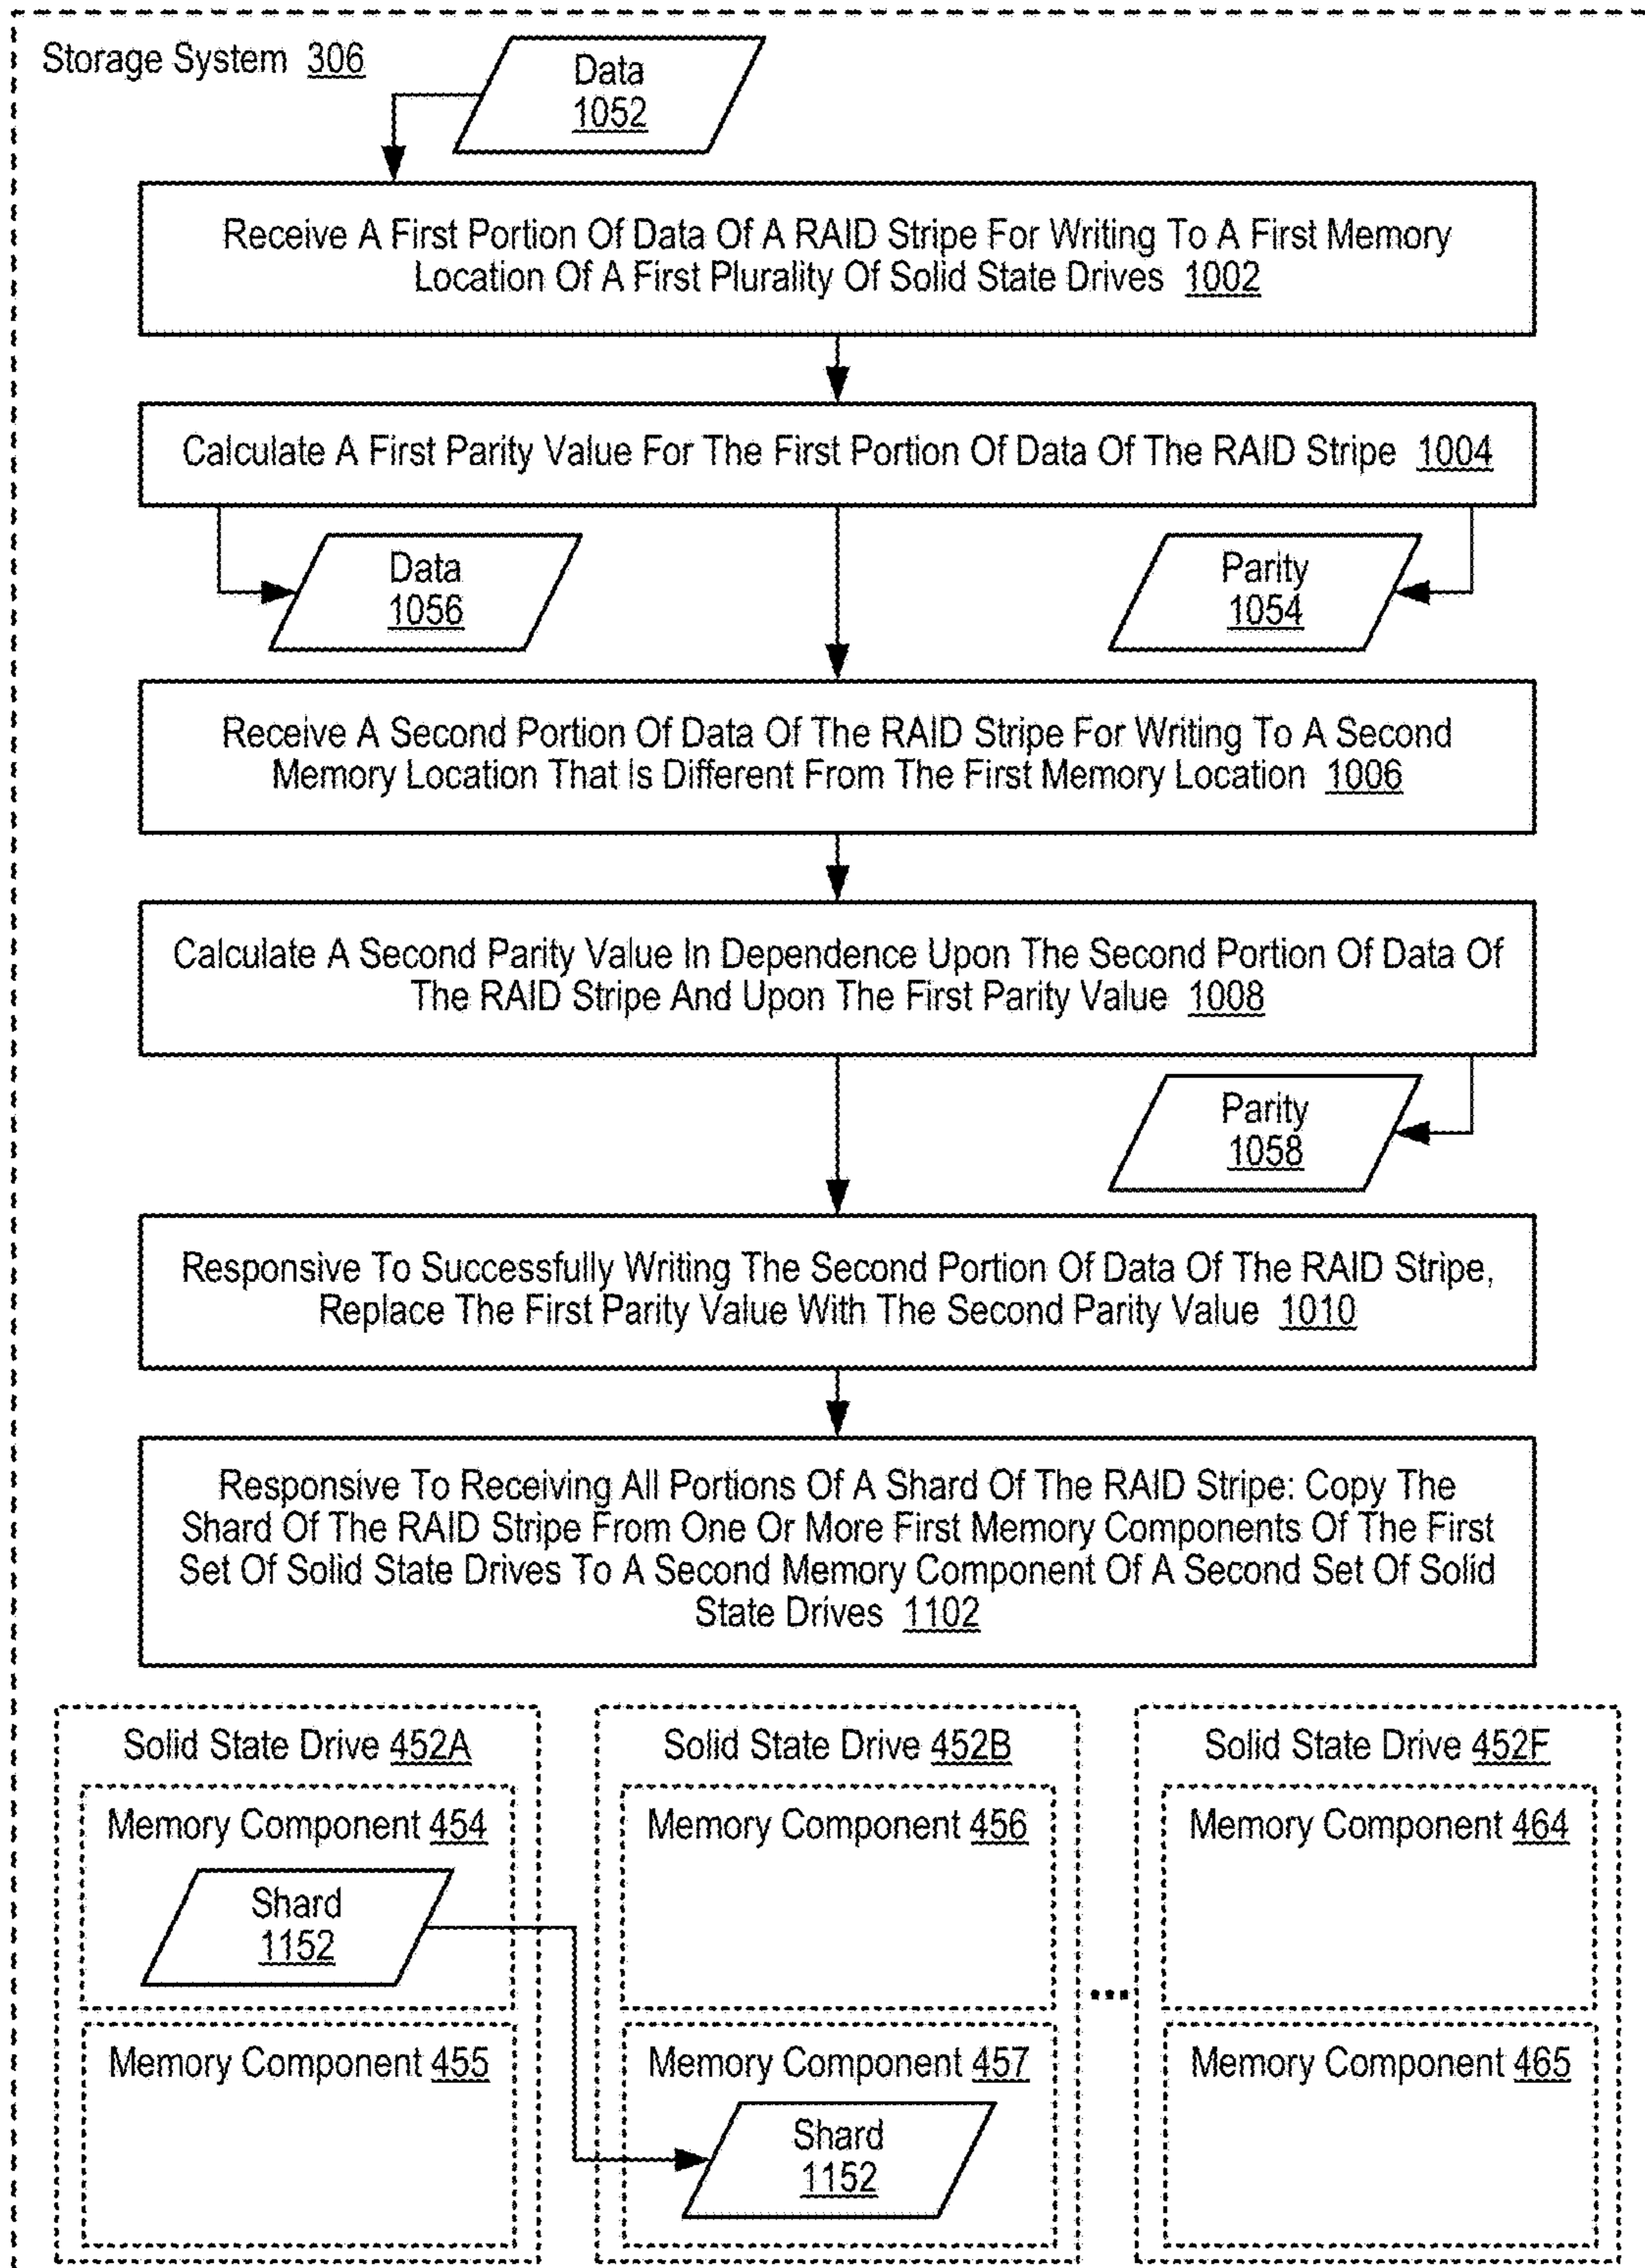 Storage System 306
Data
1052
Receive A First Portion Of Data Of A RAID Stripe For Writing To A First Memory
Location Of A First Plurality Of Solid State Drives 1002
Calculate A First Parity Value For The First Portion Of Data Of The RAID Stripe 1004
Data
1056
Parity
1054
Receive A Second Portion Of Data Of The RAID Stripe For Writing To A Second
Memory Location That Is Different From The First Memory Location 1006
Calculate A Second Parity Value In Dependence Upon The Second Portion Of Data Of
The RAID Stripe And Upon The First Parity Value 1008
Parity
1058
Responsive To Successfully Writing The Second Portion Of Data Of The RAID Stripe,
Replace The First Parity Value With The Second Parity Value 1010
Responsive To Receiving All Portions Of A Shard Of The RAID Stripe: Copy The
Shard Of The RAID Stripe From One Or More First Memory Components Of The First
Set Of Solid State Drives To A Second Memory Component Of A Second Set Of Solid
State Drives 1102
Solid State Drive 452A
Memory Component 454
Shard
1152
Memory Component 455
Solid State Drive 452B
Memory Component 456
Memory Component 457
Shard
1152
...
Solid State Drive 452F
Memory Component 464
Memory Component 465